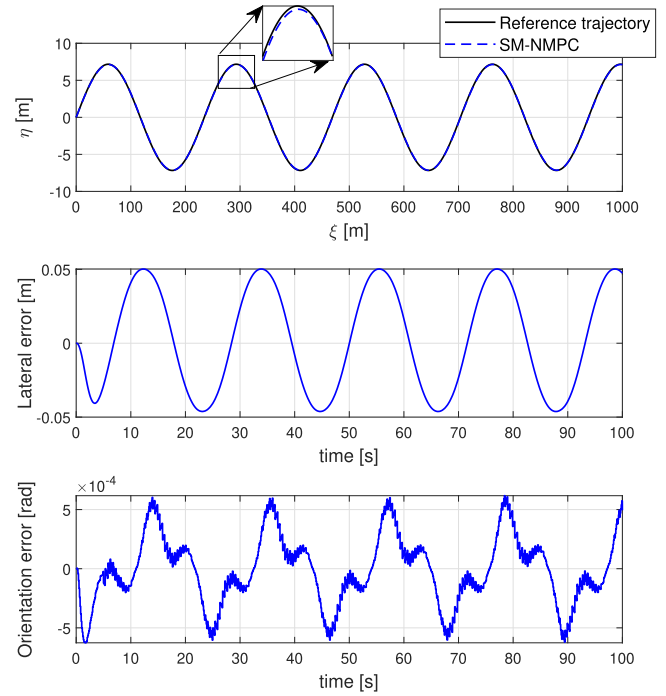 Reference trajectory
SM-NMPC
10
5
0
-5
-10
η [m]
0 100 200 300 400 500 600 700 800 900 1000
ξ [m]
0.05
0
-0.05
Lateral error [m]
0 10 20 30 40 50 60 70 80 90 100
time [s]
×10⁻⁴
5
0
-5
Orientation error [rad]
0 10 20 30 40 50 60 70 80 90 100
time [s]